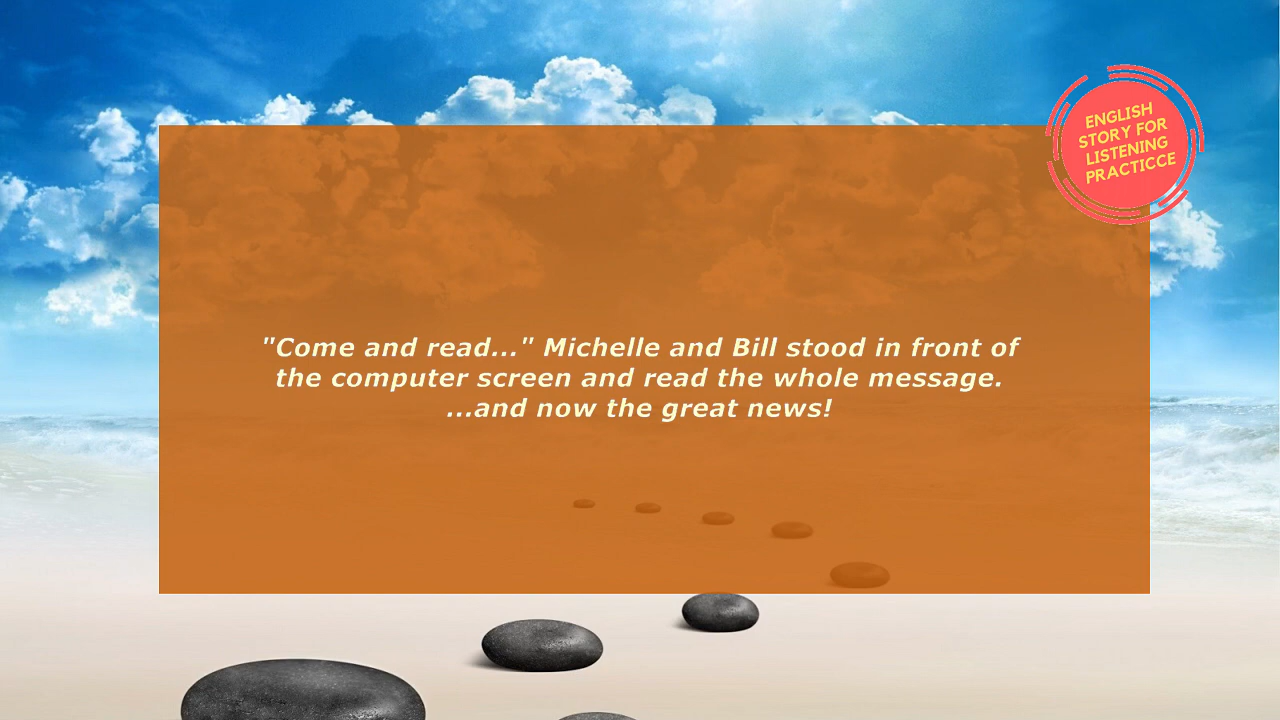 ENGLISH
STORY FOR
LISTENING
PRACTICCE
"Come and read..." Michelle and Bill stood in front of
the computer screen and read the whole message.
...and now the great news!